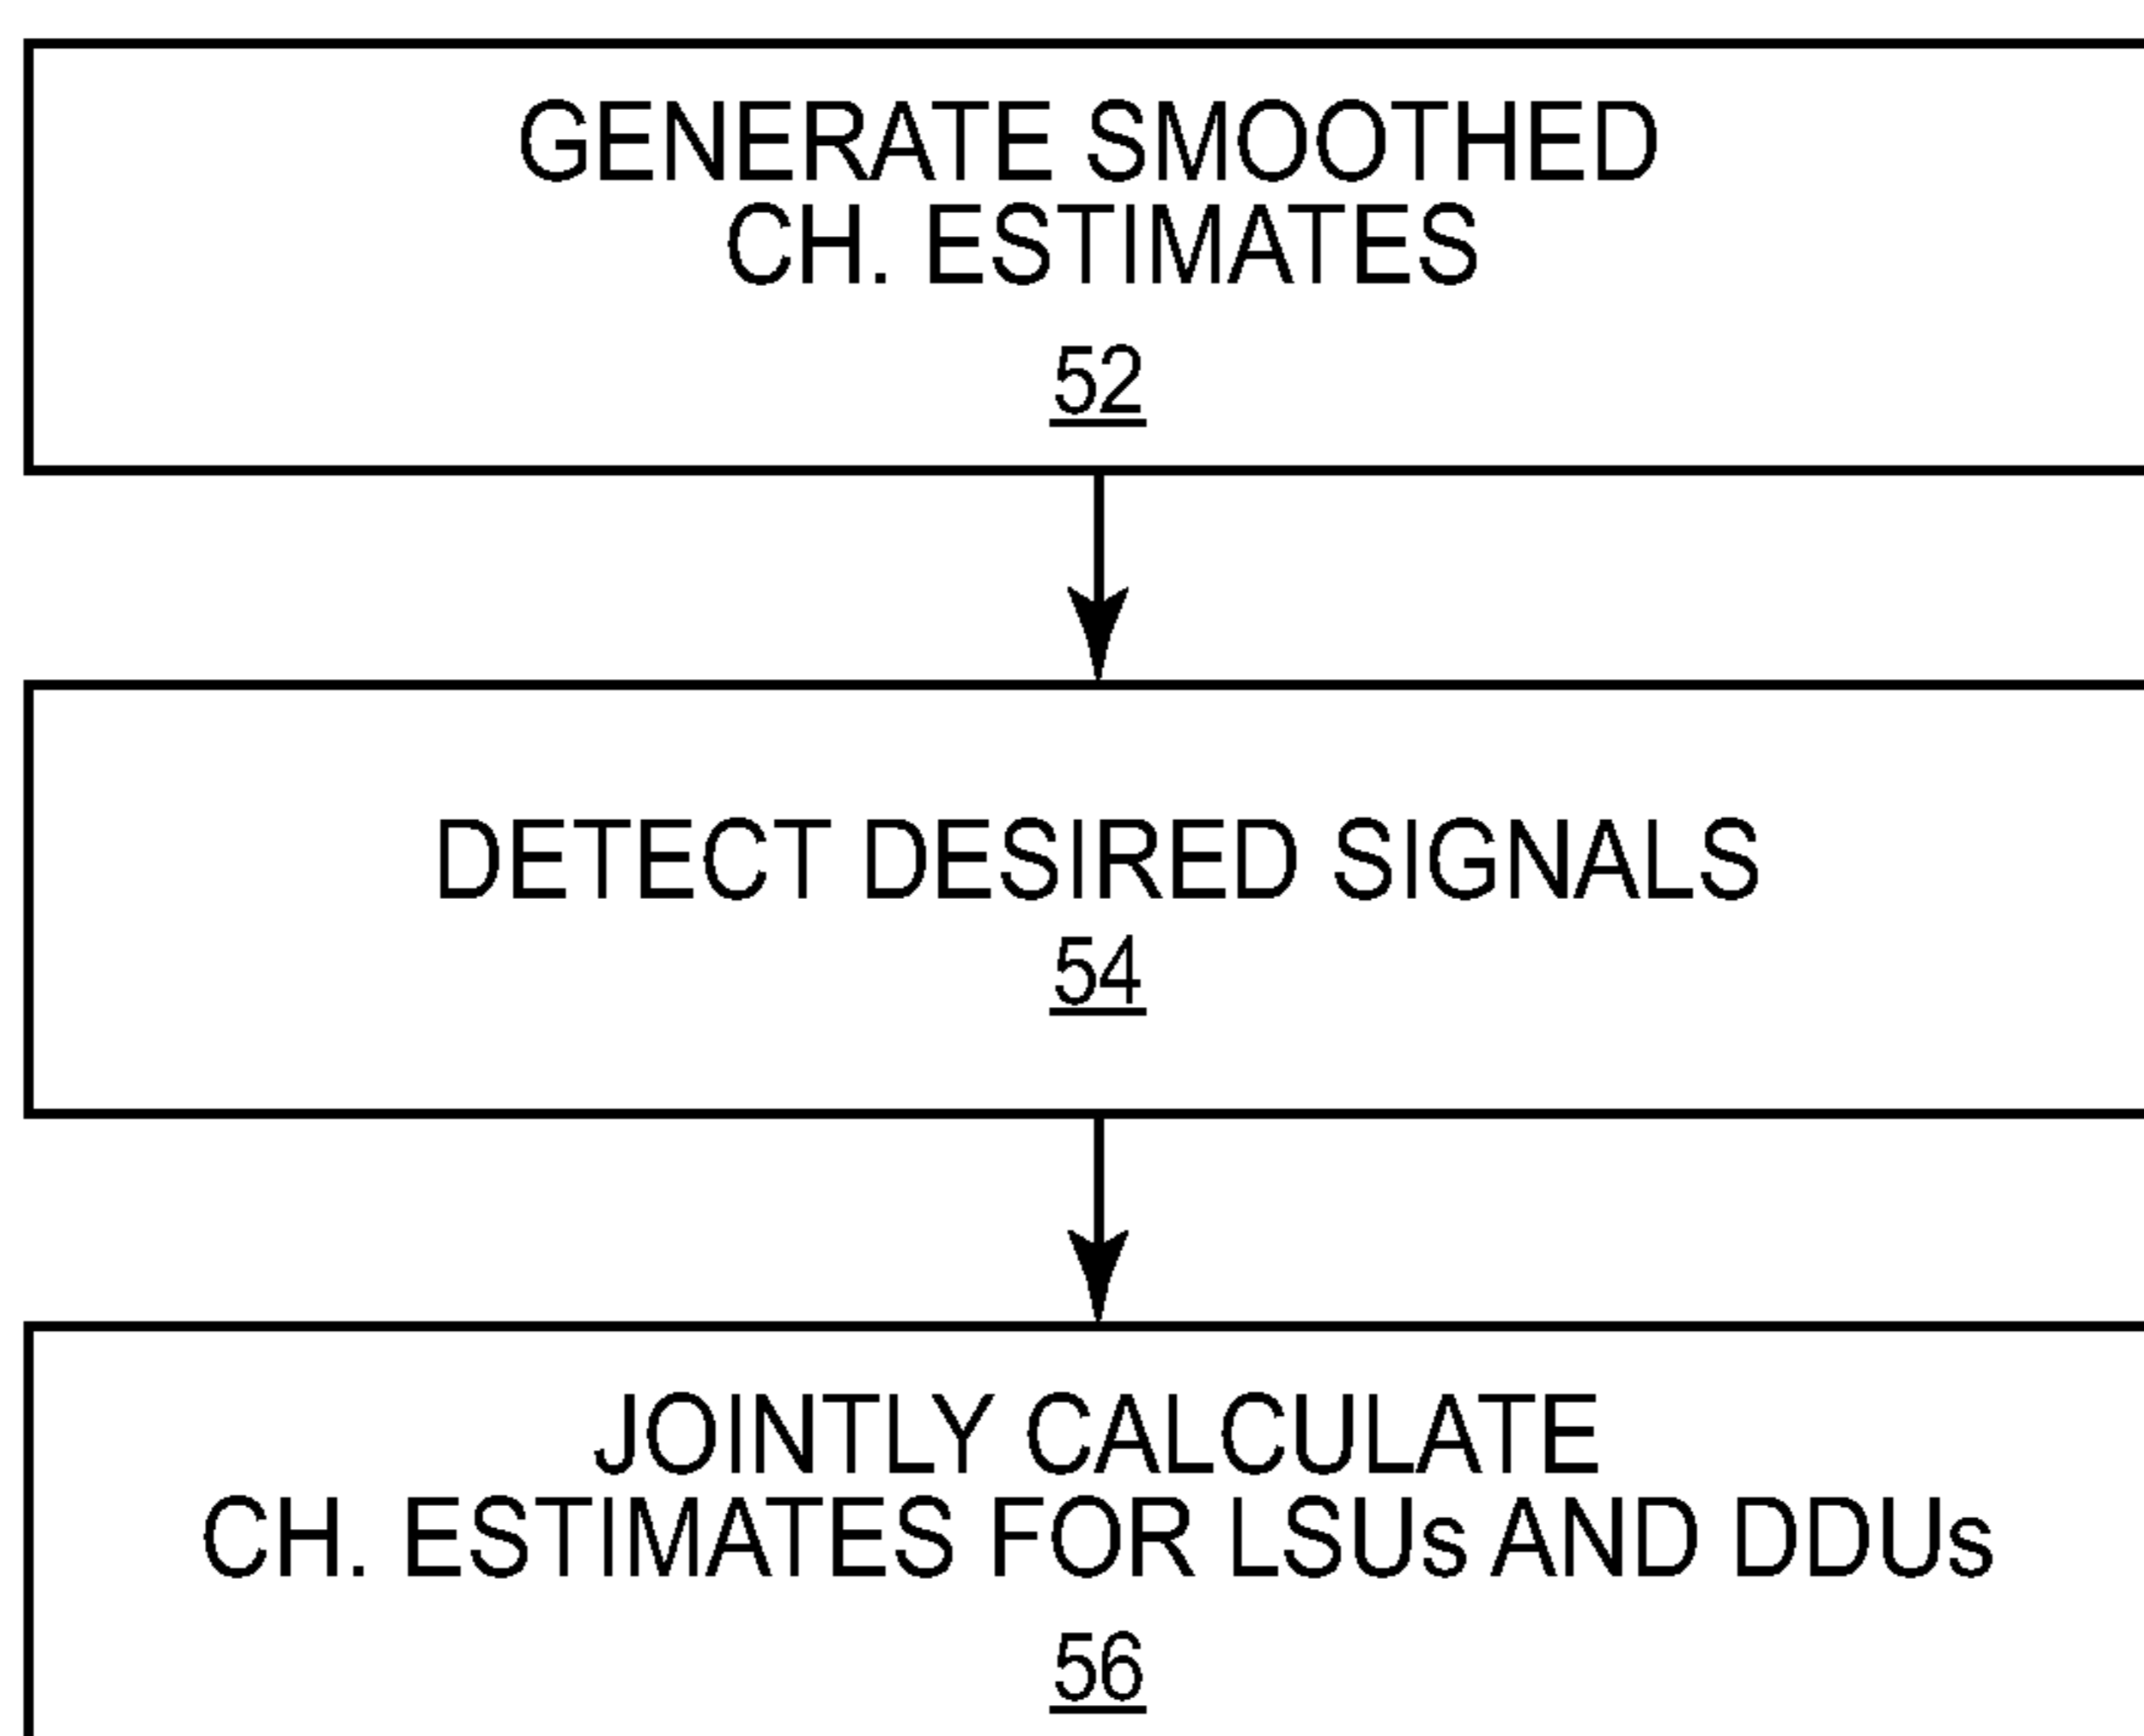 GENERATE SMOOTHED
CH. ESTIMATES
52
DETECT DESIRED SIGNALS
54
JOINTLY CALCULATE
CH. ESTIMATES FOR LSUs AND DDUs
56